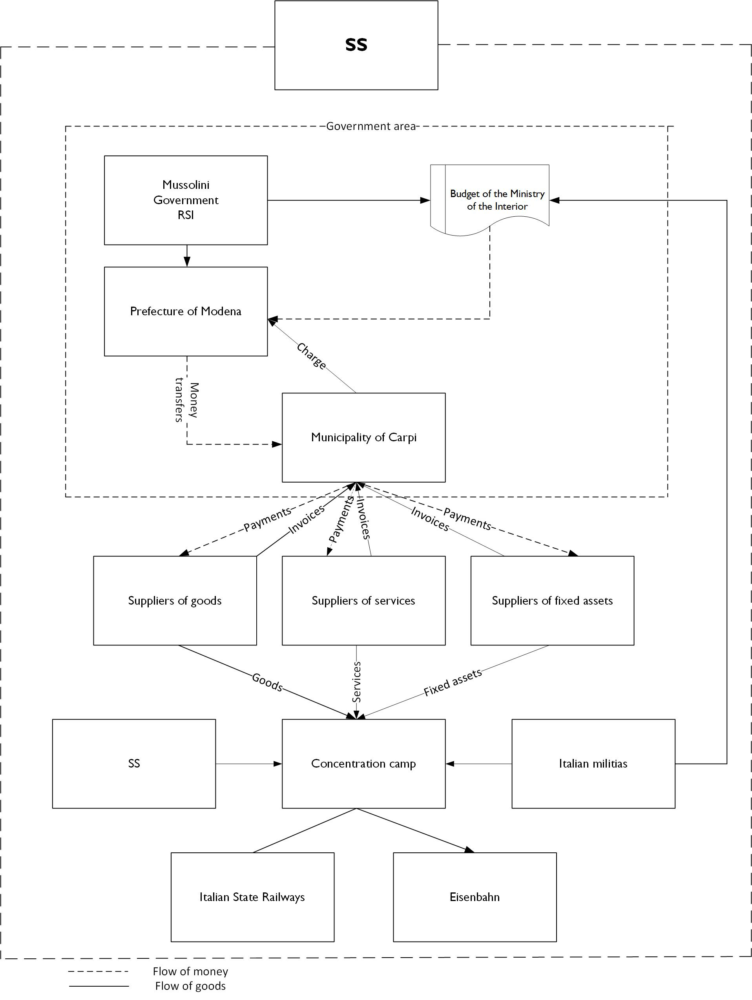 SS
Government area
Mussolini
Government
RSI
Budget of the Ministry
of the Interior
Prefecture of Modena
Charge
Money
transfers
Municipality of Carpi
Payments
Invoices
Payments
Invoices
Invoices
Payments
Suppliers of goods
Suppliers of services
Suppliers of fixed assets
Goods
Services
Fixed assets
SS
Concentration camp
Italian militias
Italian State Railways
Eisenbahn
Flow of money
Flow of goods